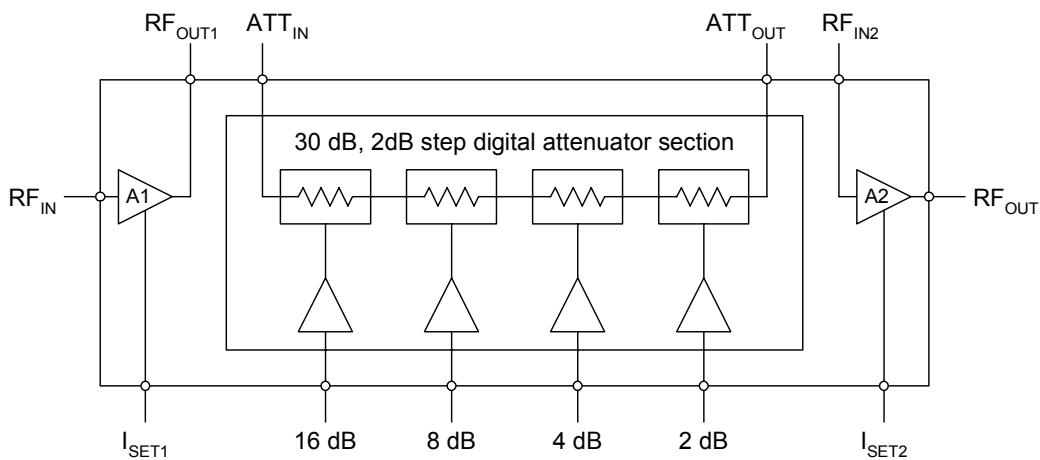 RF_OUT1 ATT_IN ATT_OUT RF_IN2
30 dB, 2dB step digital attenuator section
RF_IN A1 A2 RF_OUT
I_SET1 16 dB 8 dB 4 dB 2 dB I_SET2